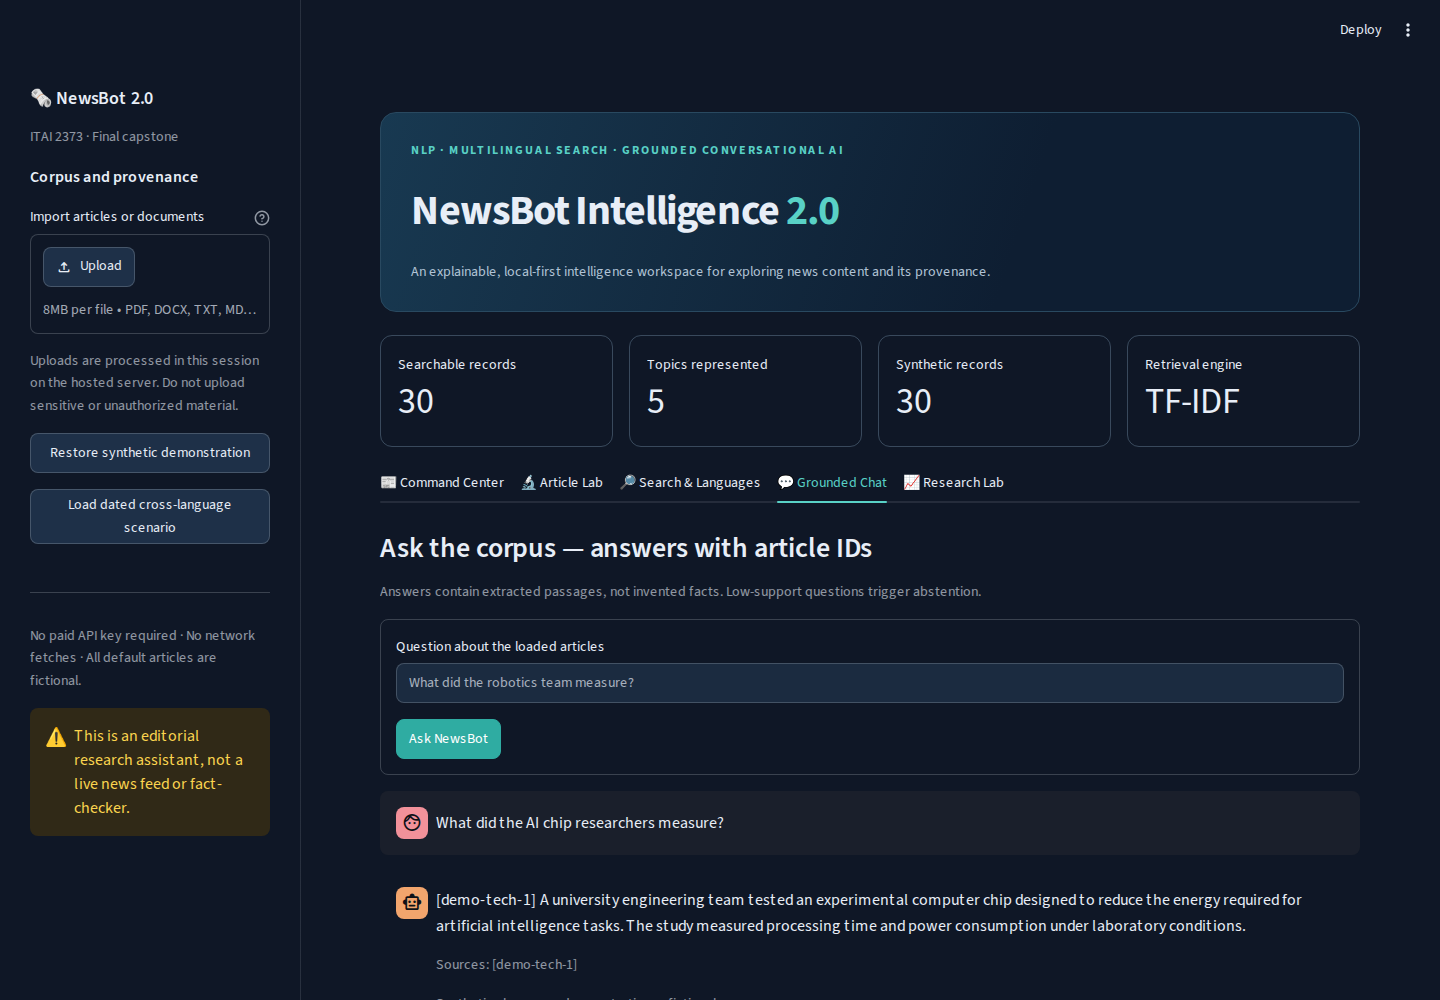 Deploy
NewsBot 2.0
ITAI 2373 · Final capstone
Corpus and provenance
Import articles or documents
Upload
8MB per file • PDF, DOCX, TXT, MD…
Uploads are processed in this session
on the hosted server. Do not upload
sensitive or unauthorized material.
Restore synthetic demonstration
Load dated cross-language
scenario
No paid API key required · No network
fetches · All default articles are
fictional.
This is an editorial
research assistant, not a
live news feed or fact-
checker.
NLP · MULTILINGUAL SEARCH · GROUNDED CONVERSATIONAL AI
NewsBot Intelligence 2.0
An explainable, local-first intelligence workspace for exploring news content and its provenance.
Searchable records
30
Topics represented
5
Synthetic records
30
Retrieval engine
TF-IDF
Command Center
Article Lab
Search & Languages
Grounded Chat
Research Lab
Ask the corpus — answers with article IDs
Answers contain extracted passages, not invented facts. Low-support questions trigger abstention.
Question about the loaded articles
What did the robotics team measure?
Ask NewsBot
What did the AI chip researchers measure?
[demo-tech-1] A university engineering team tested an experimental computer chip designed to reduce the energy required for
artificial intelligence tasks. The study measured processing time and power consumption under laboratory conditions.
Sources: [demo-tech-1]